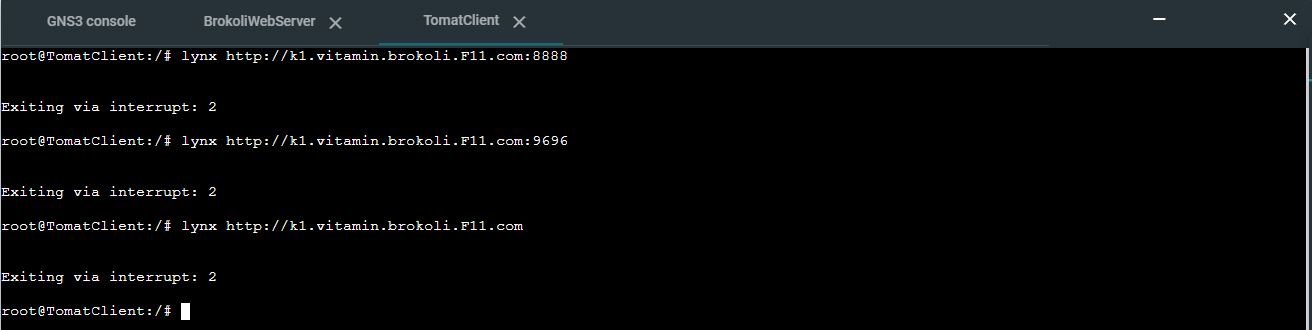 GNS3 console BrokoliWebServer TomatClient
root@TomatClient:/# lynx http://k1.vitamin.brokoli.F11.com:8888
Exiting via interrupt: 2
root@TomatClient:/# lynx http://k1.vitamin.brokoli.F11.com:9696
Exiting via interrupt: 2
root@TomatClient:/# lynx http://k1.vitamin.brokoli.F11.com
Exiting via interrupt: 2
root@TomatClient:/#